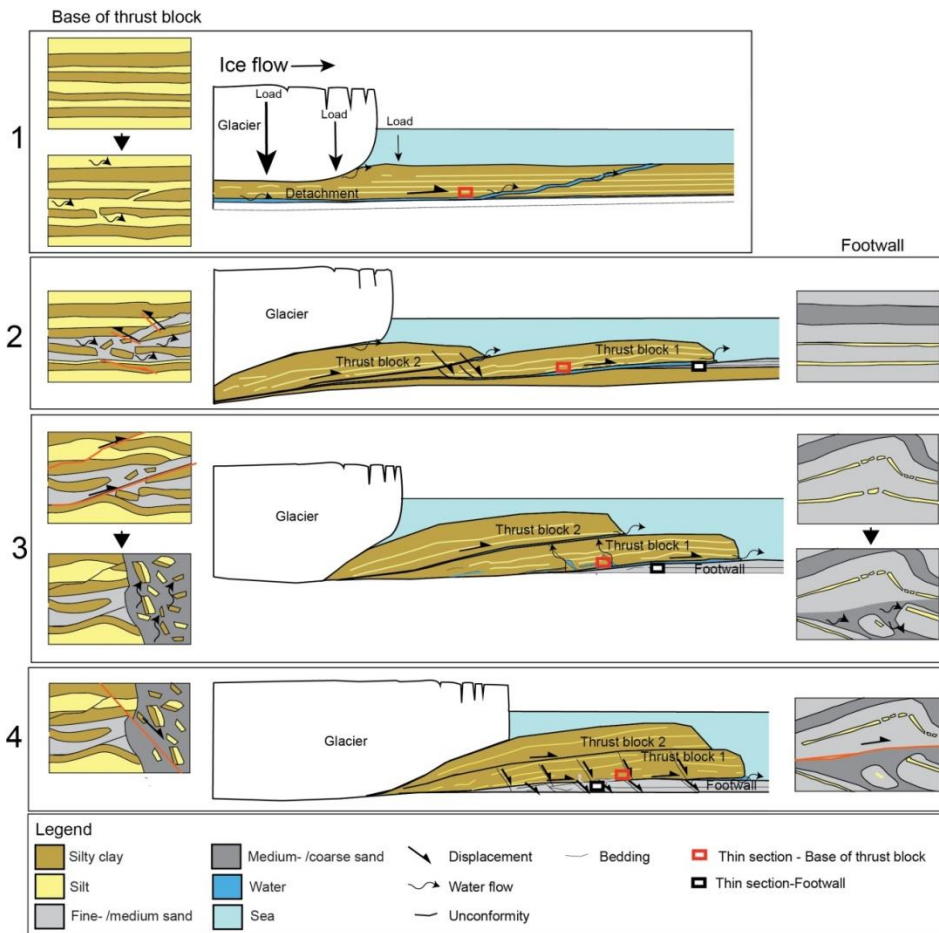 Base of thrust block
1
Ice flow
Load
Load
Load
Glacier
Detachment
Footwall
2
Glacier
Thrust block 2
Thrust block 1
3
Glacier
Thrust block 2
Thrust block 1
Footwall
4
Glacier
Thrust block 2
Thrust block 1
Footwall
Legend
Silty clay
Medium- /coarse sand
Displacement
Bedding
Thin section - Base of thrust block
Silt
Water
Water flow
Thin section-Footwall
Fine- /medium sand
Sea
Unconformity